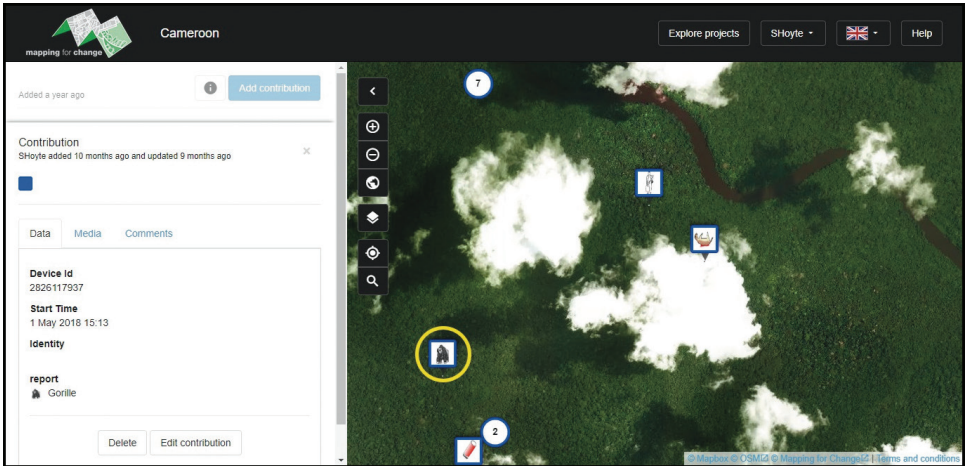 mapping for change
Cameroon
Explore projects
SHoyte
Help
Added a year ago
Add contribution
Contribution
SHoyte added 10 months ago and updated 9 months ago
×
Data
Media
Comments
Device Id
2826117937
Start Time
1 May 2018 15:13
Identity
report
Gorille
Delete
Edit contribution
7
2
© Mapbox © OSM © Mapping for Change | Terms and conditions